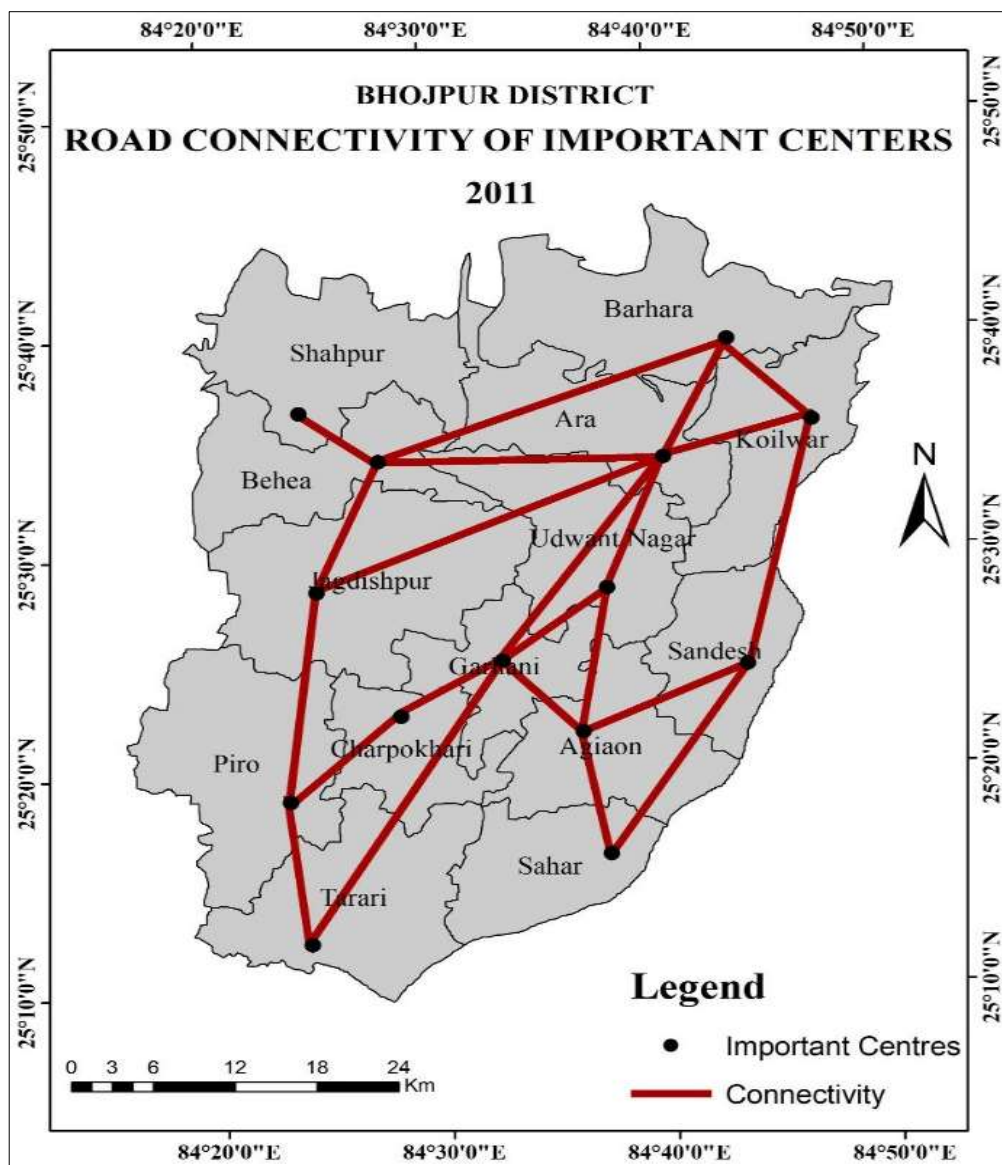 84°20'0"E 84°30'0"E 84°40'0"E 84°50'0"E
BHOJPUR DISTRICT
ROAD CONNECTIVITY OF IMPORTANT CENTERS
2011
25°50'0"N
25°50'0"N
Barhara
25°40'0"N
25°40'0"N
Shahpur
Ara
Koilwar
Behea
N
Udwant Nagar
25°30'0"N
25°30'0"N
Jagdishpur
Sandesh
Garhani
Charpokhari
Agiaon
Piro
25°20'0"N
25°20'0"N
Sahar
Tarari
25°10'0"N
25°10'0"N
Legend
Important Centres
Connectivity
0 3 6 12 18 24
Km
84°20'0"E 84°30'0"E 84°40'0"E 84°50'0"E